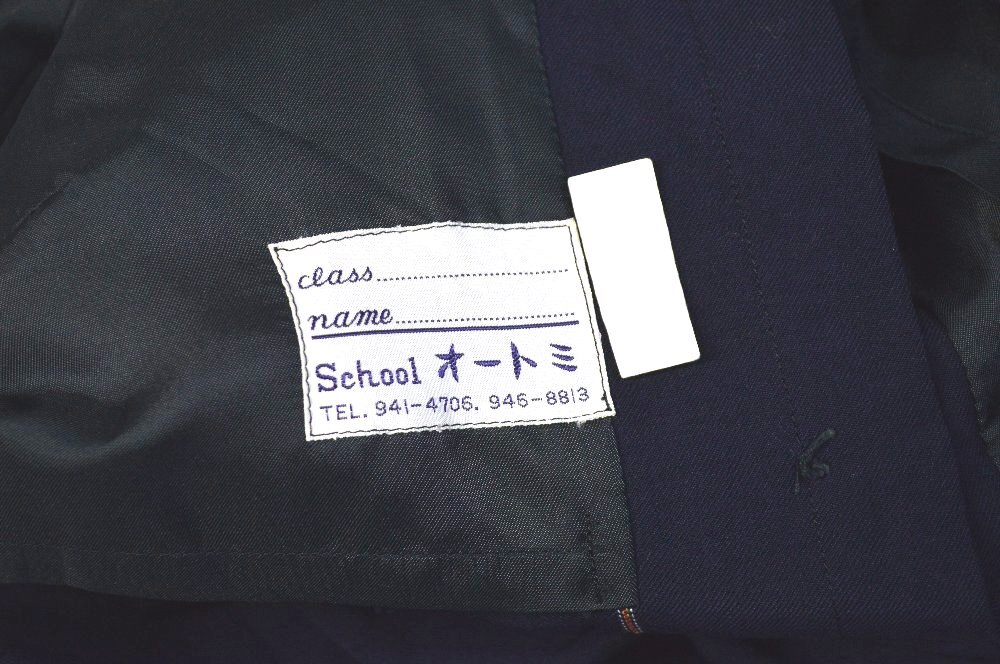 class
name
School オートミ
TEL. 941-4706. 946-8813